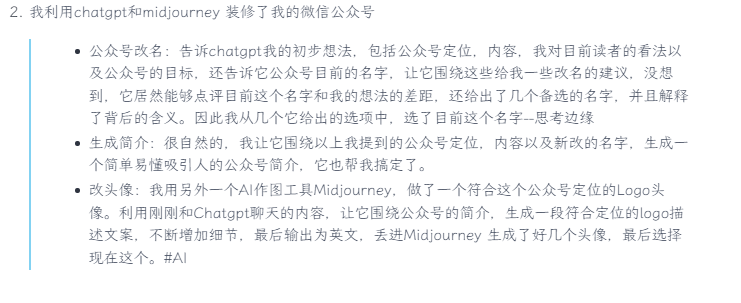 2. 我利用chatgpt和midjourney 装修了我的微信公众号
• 公众号改名：告诉chatgpt我的初步想法，包括公众号定位，内容，我对目前读者的看法以
及公众号的目标，还告诉它公众号目前的名字，让它围绕这些给我一些改名的建议，没想
到，它居然能够点评目前这个名字和我的想法的差距，还给出了几个备选的名字，并且解释
了背后的含义。因此我从几个它给出的选项中，选了目前这个名字--思考边缘
• 生成简介：很自然的，我让它围绕以上我提到的公众号定位，内容以及新改的名字，生成一
个简单易懂吸引人的公众号简介，它也帮我搞定了。
• 改头像：我用另外一个AI作图工具Midjourney，做了一个符合这个公众号定位的Logo头
像。利用刚刚和Chatgpt聊天的内容，让它围绕公众号的简介，生成一段符合定位的logo描
述文案，不断增加细节，最后输出为英文，丢进Midjourney 生成了好几个头像，最后选择
现在这个。#AI